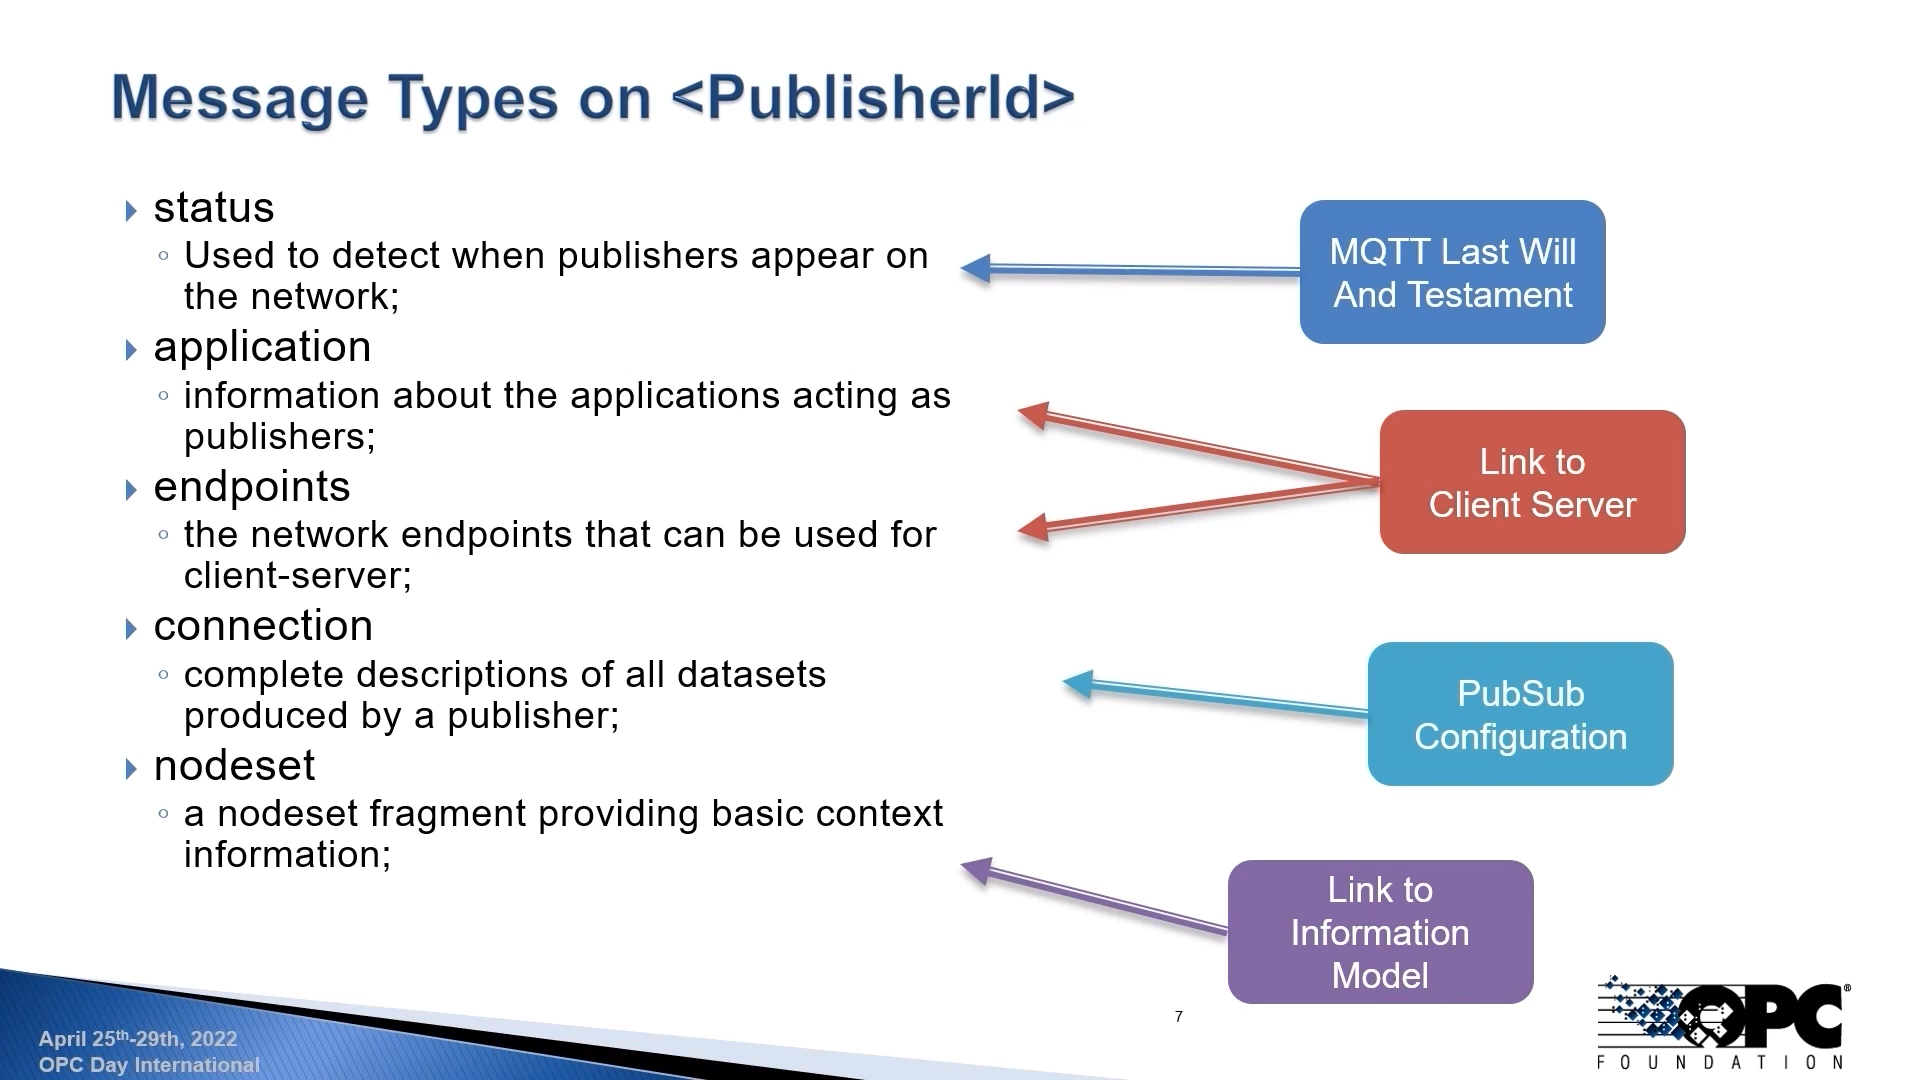 Message Types on <PublisherId>
status
Used to detect when publishers appear on
the network;
application
information about the applications acting as
publishers;
endpoints
the network endpoints that can be used for
client-server;
connection
complete descriptions of all datasets
produced by a publisher;
nodeset
a nodeset fragment providing basic context
information;
MQTT Last Will
And Testament
Link to
Client Server
PubSub
Configuration
Link to
Information
Model
7
April 25th-29th, 2022
OPC Day International
OPC®
FOUNDATION